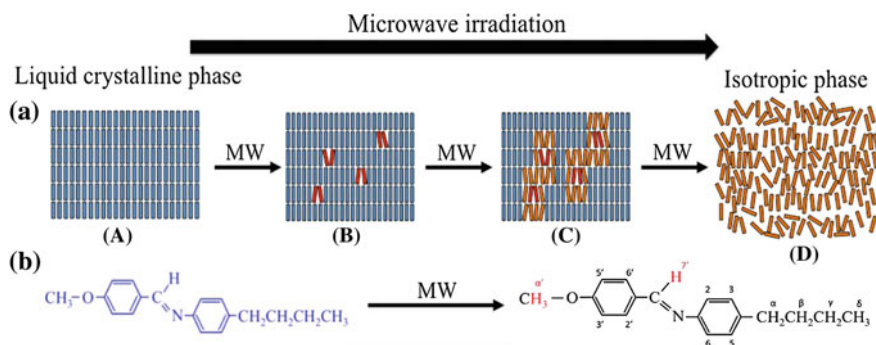 Microwave irradiation
Liquid crystalline phase
Isotropic phase
(a)
MW
MW
MW
(A)
(B)
(C)
(D)
(b)
H
CH₃—O
N
CH₂CH₂CH₂CH₃
MW
7'
H
α'
CH₃—O
5'
6'
3'
2'
N
2
3
6
5
α
β
γ
δ
CH₂CH₂CH₂CH₃